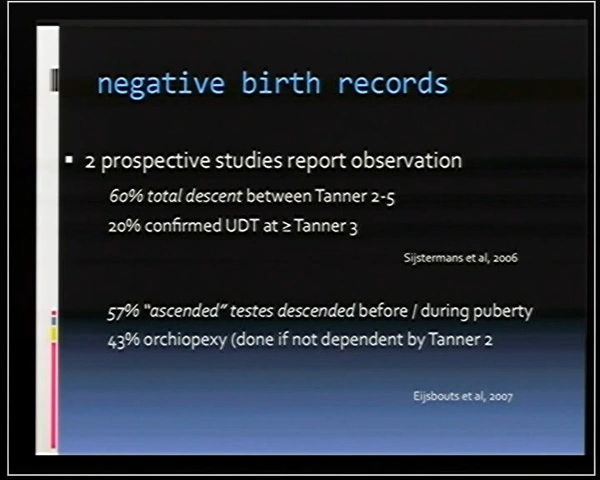 negative birth records
▪ 2 prospective studies report observation
60% total descent between Tanner 2-5
20% confirmed UDT at ≥ Tanner 3
Sijstermans et al, 2006
57% “ascended” testes descended before / during puberty
43% orchiopexy (done if not dependent by Tanner 2
Eijsbouts et al, 2007